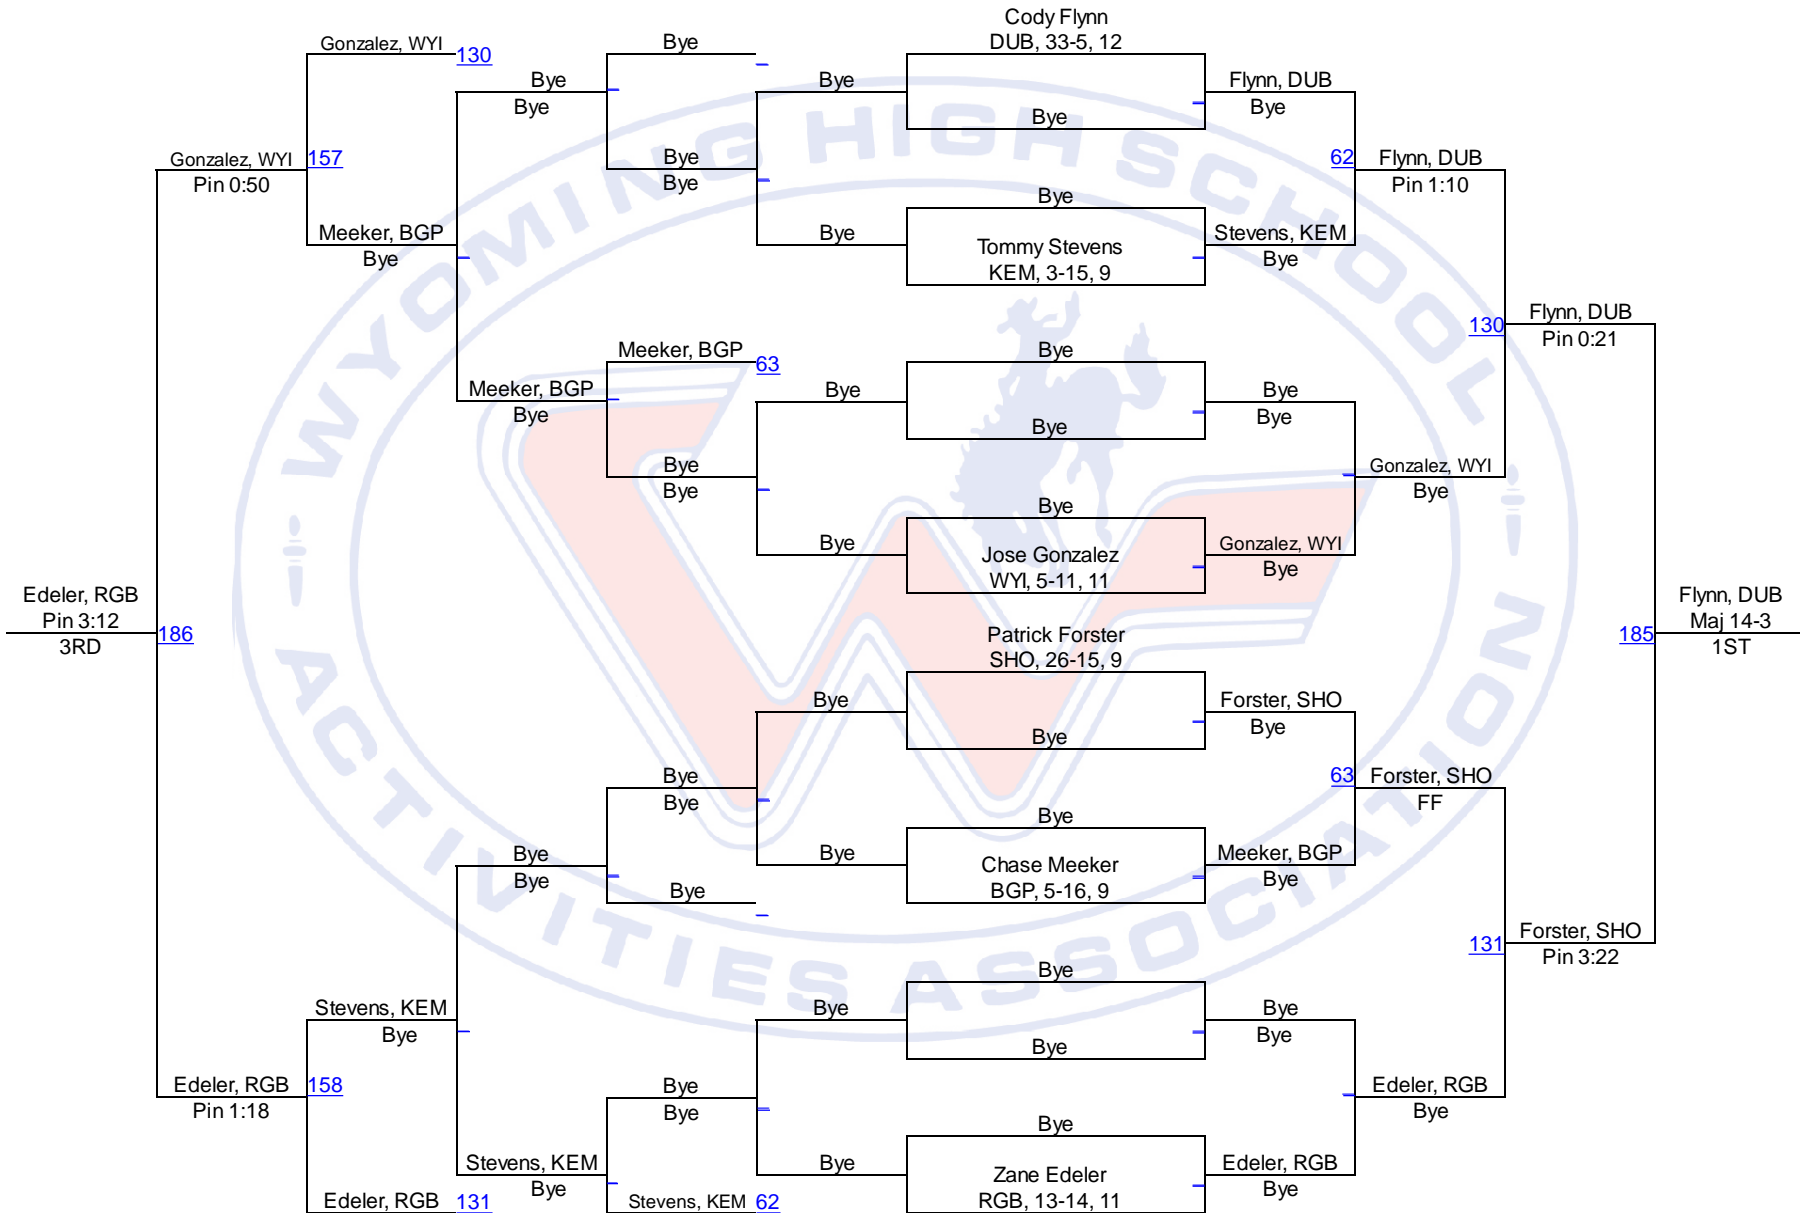 Cody Flynn
DUB, 33-5, 12
Gonzalez, WYI
130
Bye
Bye
Bye
Bye
Flynn, DUB
Bye
Bye
Gonzalez, WYI
Pin 0:50
157
Bye
Bye
62
Flynn, DUB
Pin 1:10
Meeker, BGP
Bye
Bye
Bye
Tommy Stevens
KEM, 3-15, 9
Stevens, KEM
Bye
130
Flynn, DUB
Pin 0:21
Meeker, BGP
63
Meeker, BGP
Bye
Bye
Bye
Bye
Bye
Bye
Bye
Bye
Gonzalez, WYI
Bye
Bye
Bye
Jose Gonzalez
WYI, 5-11, 11
Gonzalez, WYI
Bye
Edeler, RGB
Pin 3:12
3RD
186
185
Flynn, DUB
Maj 14-3
1ST
Patrick Forster
SHO, 26-15, 9
Bye
Bye
Forster, SHO
Bye
Bye
Bye
63
Forster, SHO
FF
Bye
Bye
Bye
Bye
Chase Meeker
BGP, 5-16, 9
Meeker, BGP
Bye
Bye
131
Forster, SHO
Pin 3:22
Stevens, KEM
Bye
Bye
Bye
Bye
Bye
Bye
Edeler, RGB
Pin 1:18
158
Bye
Bye
Edeler, RGB
Bye
Stevens, KEM
Bye
Bye
Bye
Zane Edeler
RGB, 13-14, 11
Edeler, RGB
Bye
Edeler, RGB
131
Stevens, KEM
62
WYOMING HIGH SCHOOL
ACTIVITIES ASSOCIATION